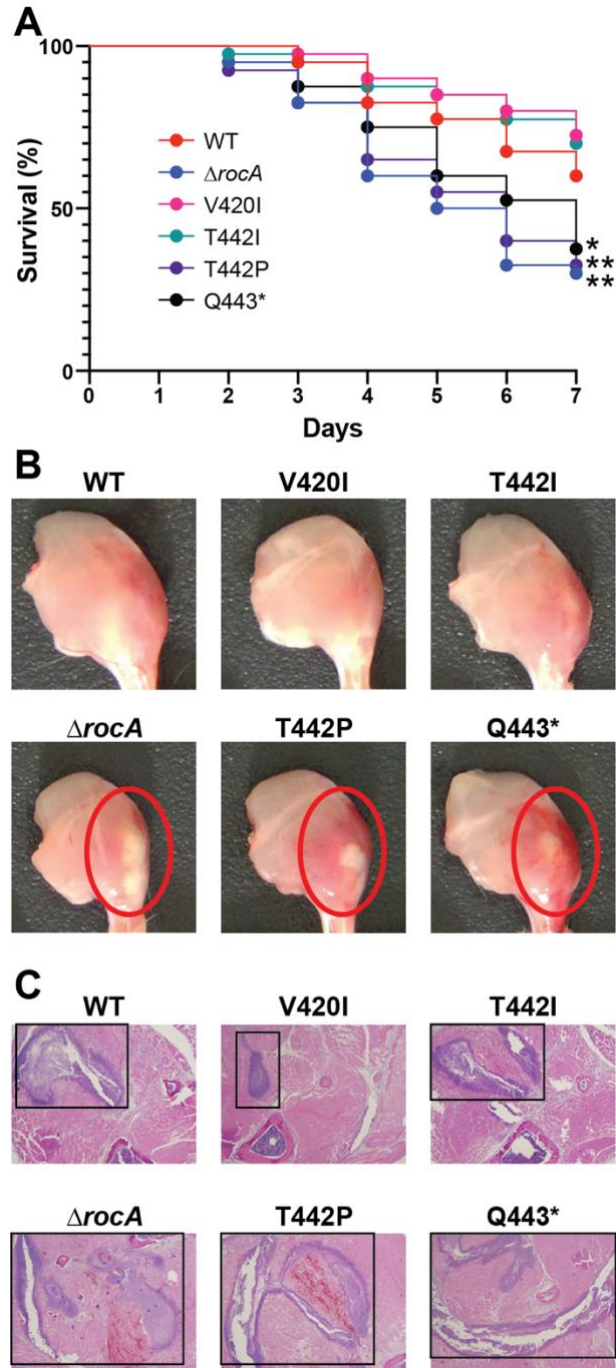 A
Survival (%)
100
50
0
WT
ΔrocA
V420I
T442I
T442P
Q443*
*
**
**
0 1 2 3 4 5 6 7
Days
B
WT V420I T442I
ΔrocA T442P Q443*
C
WT V420I T442I
ΔrocA T442P Q443*